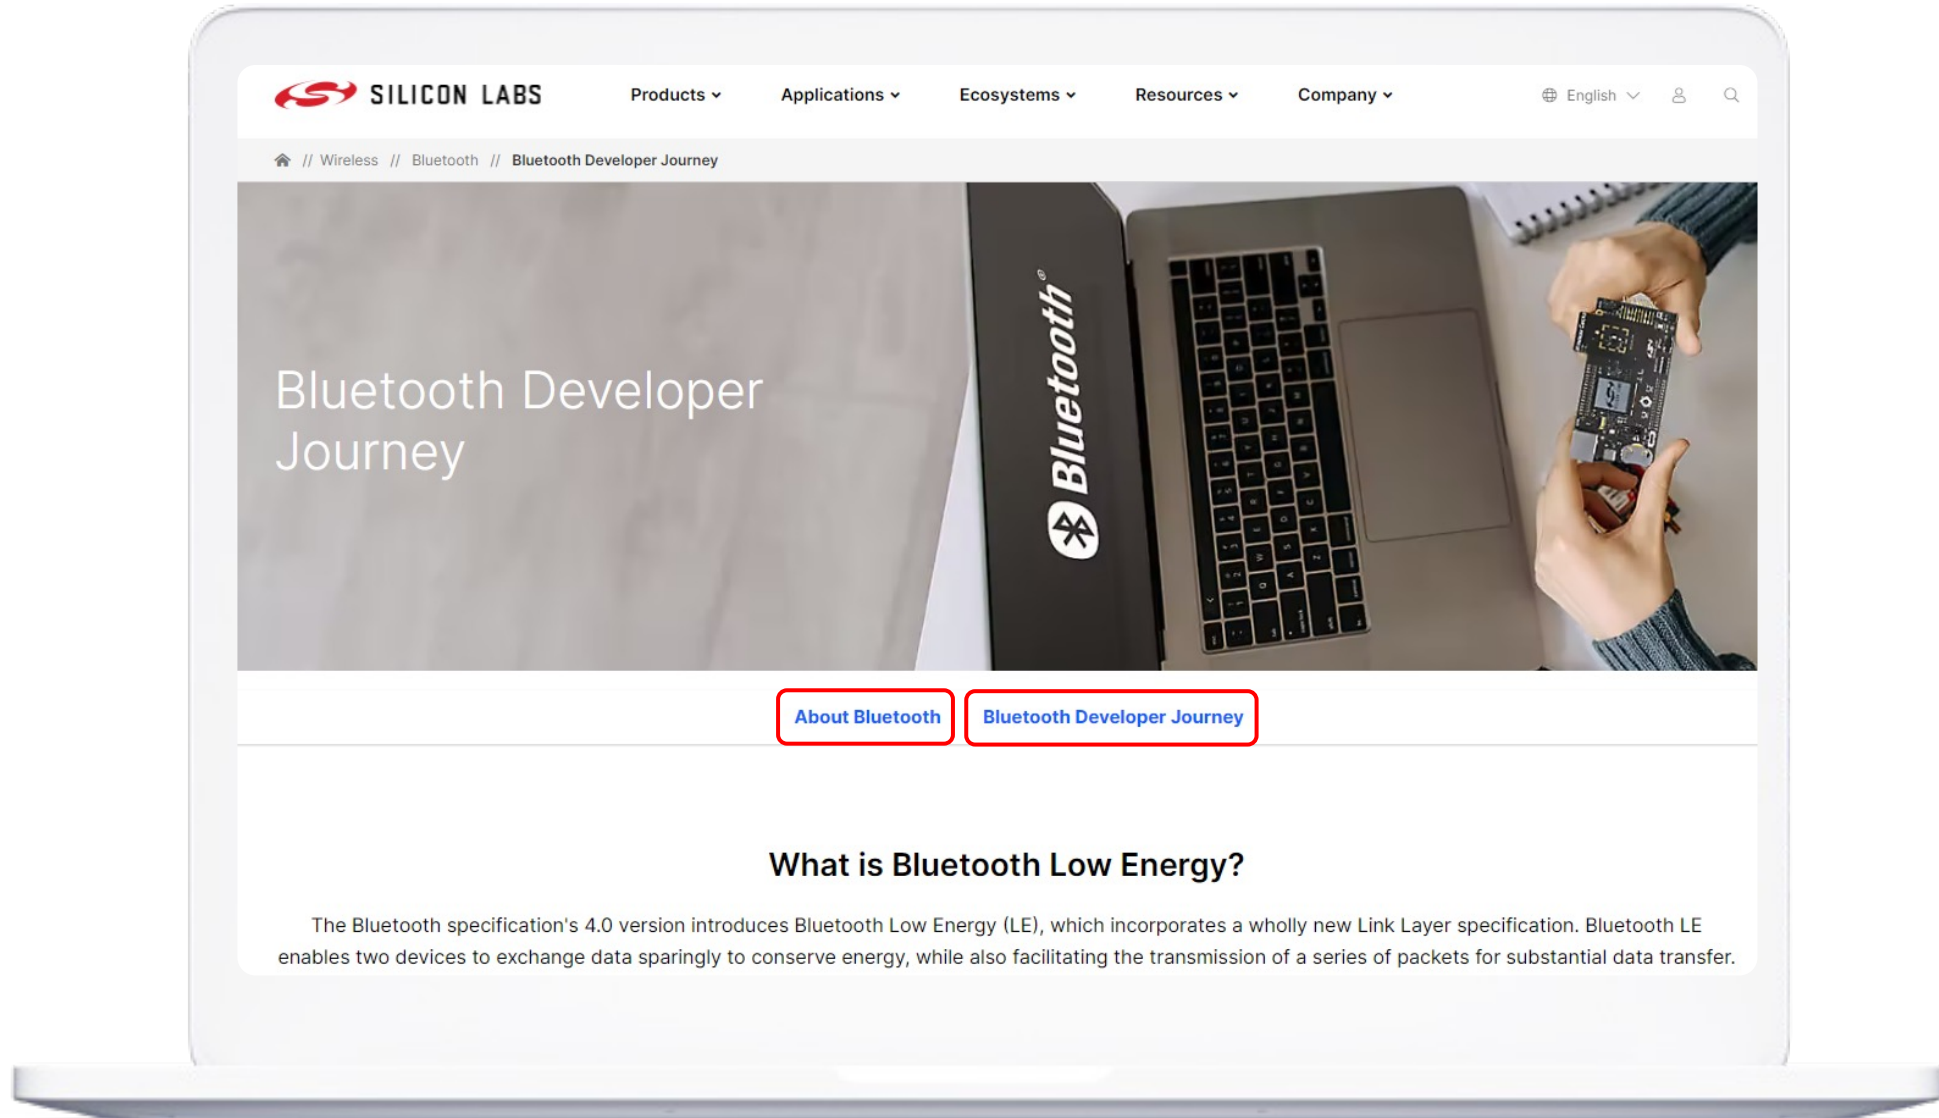 SILICON LABS
Products
Applications
Ecosystems
Resources
Company
English
// Wireless // Bluetooth // Bluetooth Developer Journey
Bluetooth Developer
Journey
Bluetooth®
About Bluetooth
Bluetooth Developer Journey
What is Bluetooth Low Energy?
The Bluetooth specification's 4.0 version introduces Bluetooth Low Energy (LE), which incorporates a wholly new Link Layer specification. Bluetooth LE
enables two devices to exchange data sparingly to conserve energy, while also facilitating the transmission of a series of packets for substantial data transfer.